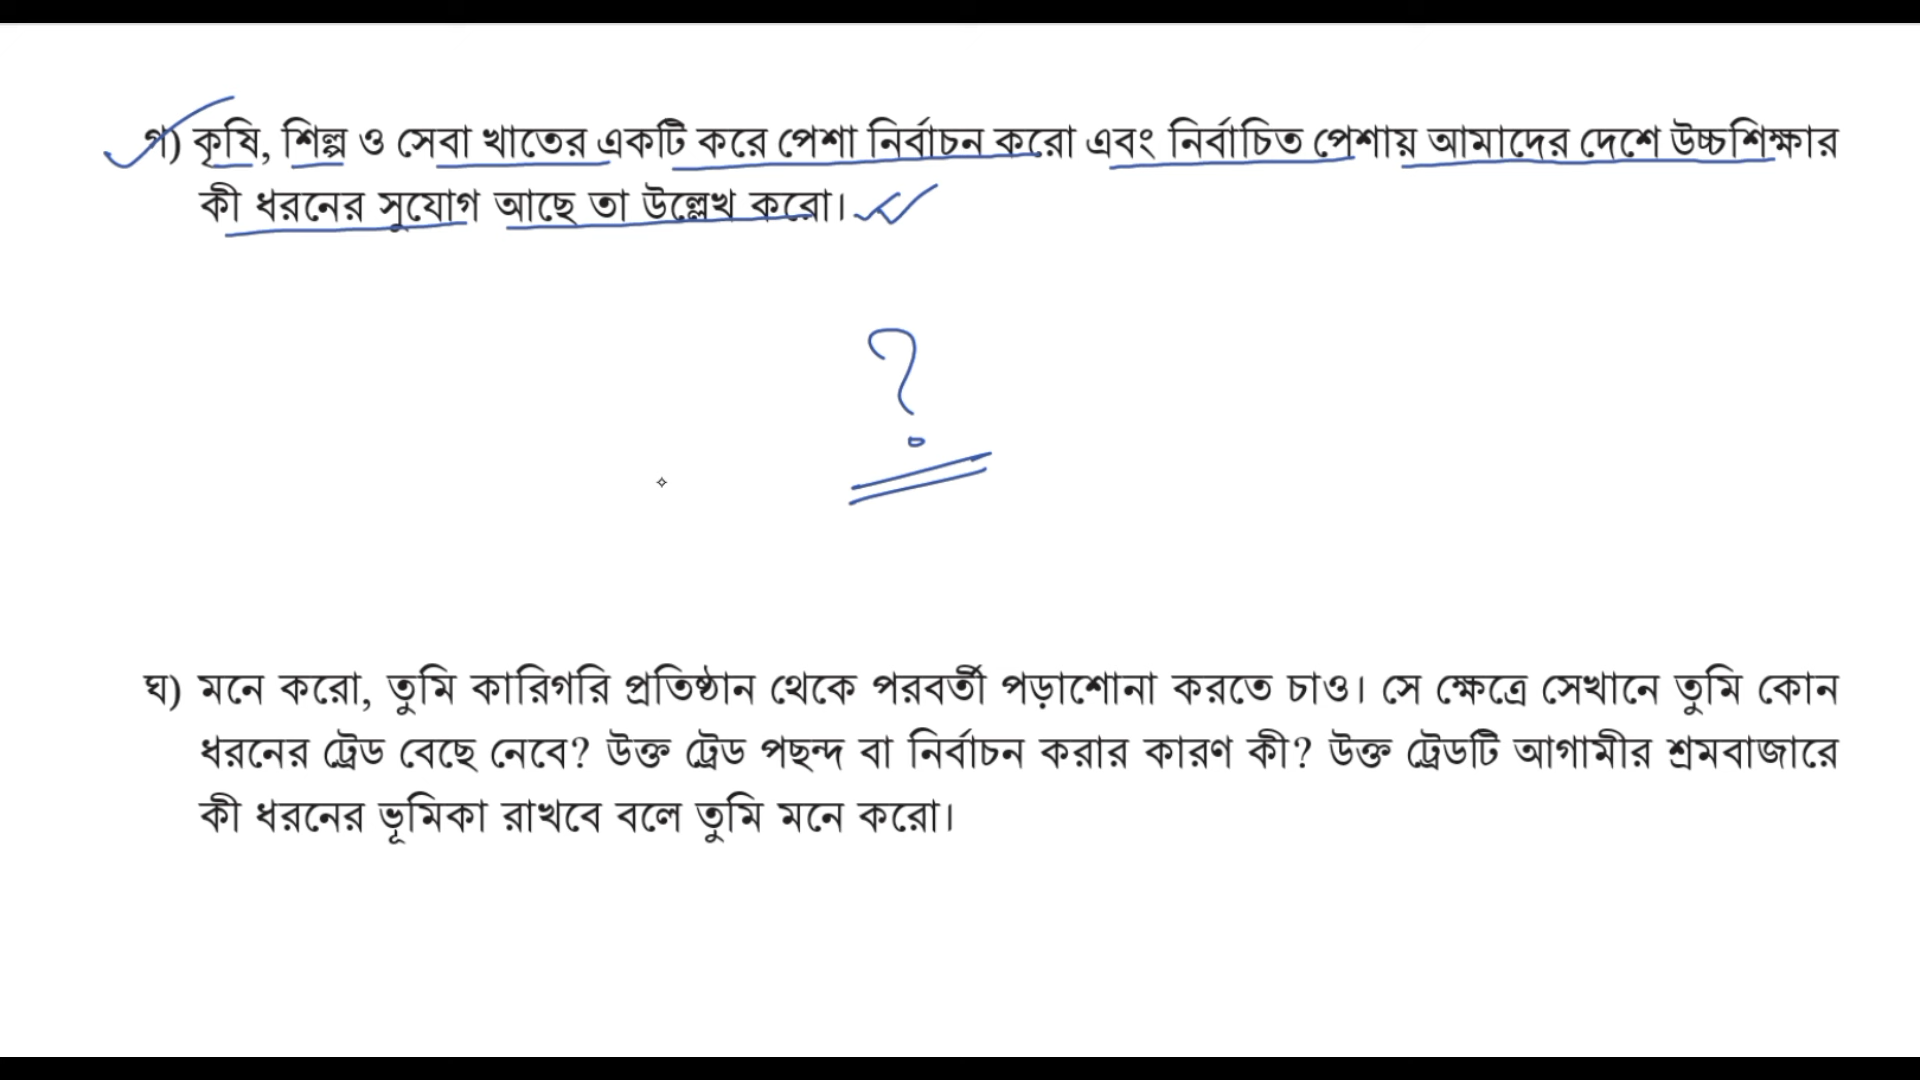 গ) কৃষি, শিল্প ও সেবা খাতের একটি করে পেশা নির্বাচন করো এবং নির্বাচিত পেশায় আমাদের দেশে উচ্চশিক্ষার
কী ধরনের সুযোগ আছে তা উল্লেখ করো।
?
ঘ) মনে করো, তুমি কারিগরি প্রতিষ্ঠান থেকে পরবর্তী পড়াশোনা করতে চাও। সে ক্ষেত্রে সেখানে তুমি কোন
ধরনের ট্রেড বেছে নেবে? উক্ত ট্রেড পছন্দ বা নির্বাচন করার কারণ কী? উক্ত ট্রেডটি আগামীর শ্রমবাজারে
কী ধরনের ভূমিকা রাখবে বলে তুমি মনে করো।